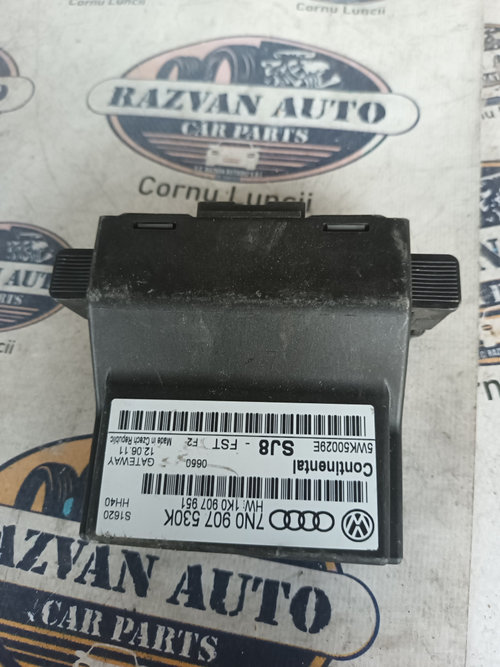 Cornu Luncii
RAZVAN AUTO
CAR PARTS
Cornu Luncii
7N0 907 530K
HW: 1K0 907 951
S1620
HH40
Continental
0650
GATEWAY
12.06.11
5WK50029E
SJ8 - FST F2
Made in Czech Republic
RAZVAN AUTO
CAR PARTS